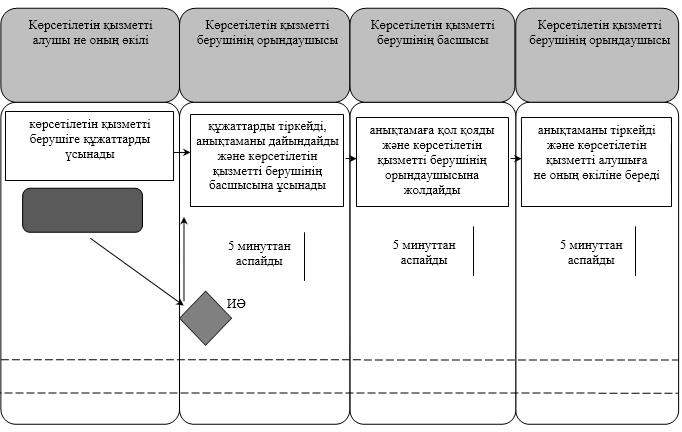 Көрсетілетін қызметті
алушы не оның өкілі
Көрсетілетін қызметті
берушінің орындаушысы
Көрсетілетін қызметті
берушінің басшысы
Көрсетілетін қызметті
берушінің орындаушысы
көрсетілетін қызметті
берушіге құжаттарды
ұсынады
құжаттарды тіркейді,
анықтаманы дайындайды
және көрсетілетін
қызметті берушінің
басшысына ұсынады
анықтамаға қол қояды
және көрсетілетін
қызметті берушінің
орындаушысына
жолдайды
анықтаманы тіркейді
және көрсетілетін
қызметті алушыға
не оның өкіліне береді
5 минуттан
аспайды
5 минуттан
аспайды
5 минуттан
аспайды
ИӘ